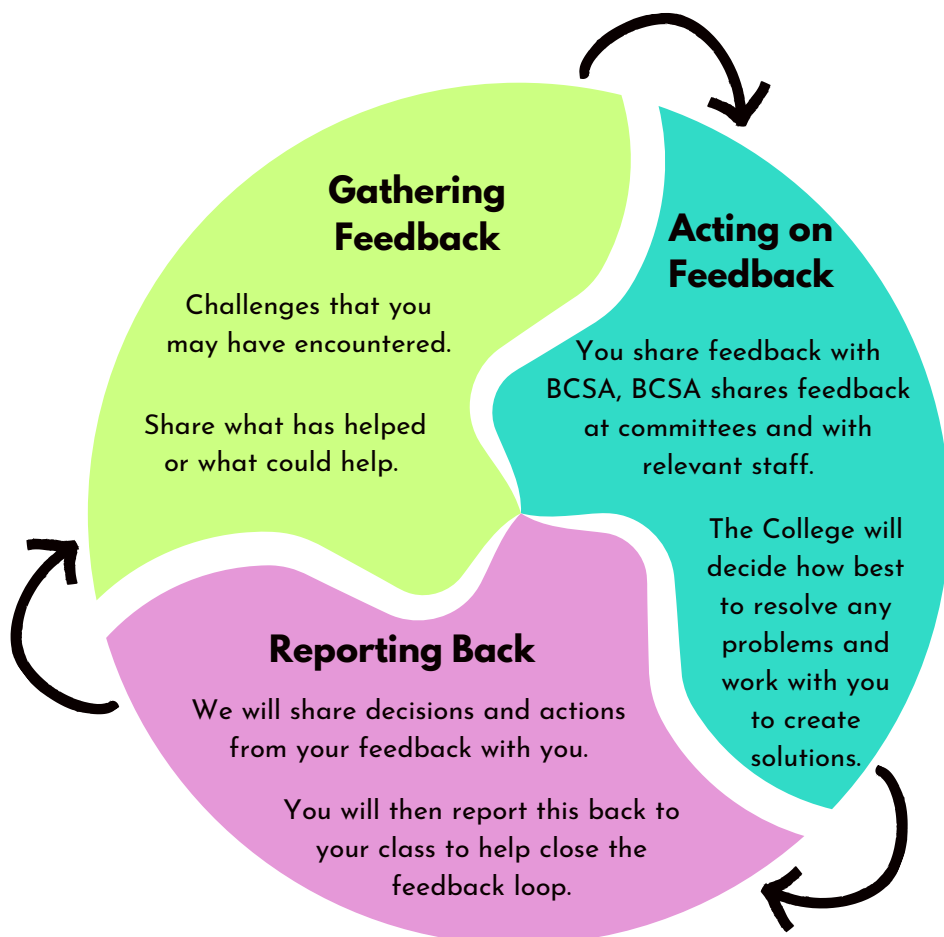 Gathering
Feedback
Challenges that you
may have encountered.
Share what has helped
or what could help.
Acting on
Feedback
You share feedback with
BCSA, BCSA shares feedback
at committees and with
relevant staff.
The College will
decide how best
to resolve any
problems and
work with you
to create
solutions.
Reporting Back
We will share decisions and actions
from your feedback with you.
You will then report this back to
your class to help close the
feedback loop.